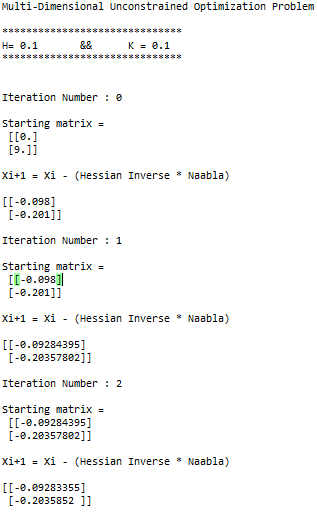 Multi-Dimensional Unconstrained Optimization Problem
******************************
H= 0.1 && K = 0.1
******************************
Iteration Number : 0
Starting matrix =
[[0.]
[9.]]
Xi+1 = Xi - (Hessian Inverse * Naabla)
[[-0.098]
[-0.201]]
Iteration Number : 1
Starting matrix =
[[-0.098]
[-0.201]]
Xi+1 = Xi - (Hessian Inverse * Naabla)
[[-0.09284395]
[-0.20357802]]
Iteration Number : 2
Starting matrix =
[[-0.09284395]
[-0.20357802]]
Xi+1 = Xi - (Hessian Inverse * Naabla)
[[-0.09283355]
[-0.2035852 ]]